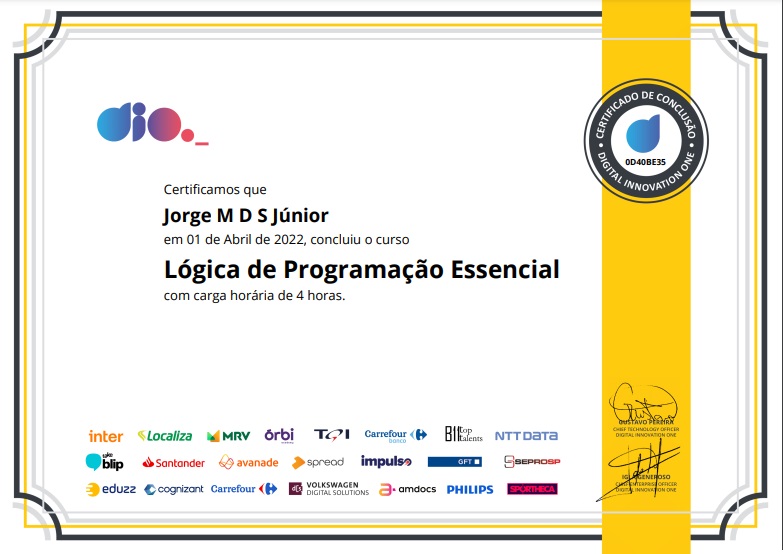 dio._
CERTIFICADO DE CONCLUSÃO
0D40BE35
DIGITAL INNOVATION ONE
Certificamos que
Jorge M D S Júnior
em 01 de Abril de 2022, concluiu o curso
Lógica de Programação Essencial
com carga horária de 4 horas.
inter Localiza MRV órbi TQI Carrefour banco BIT top talents NTT DATA
take blip Santander avanade spread impulso GFT SEPROSP
eduzz cognizant Carrefour VOLKSWAGEN DIGITAL SOLUTIONS amdocs PHILIPS SPORTHECA
GUSTAVO PEREIRA
CHIEF TECHNOLOGY OFFICER
DIGITAL INNOVATION ONE
GENEROSO
OFFICER
DIGITAL INNOVATION ONE